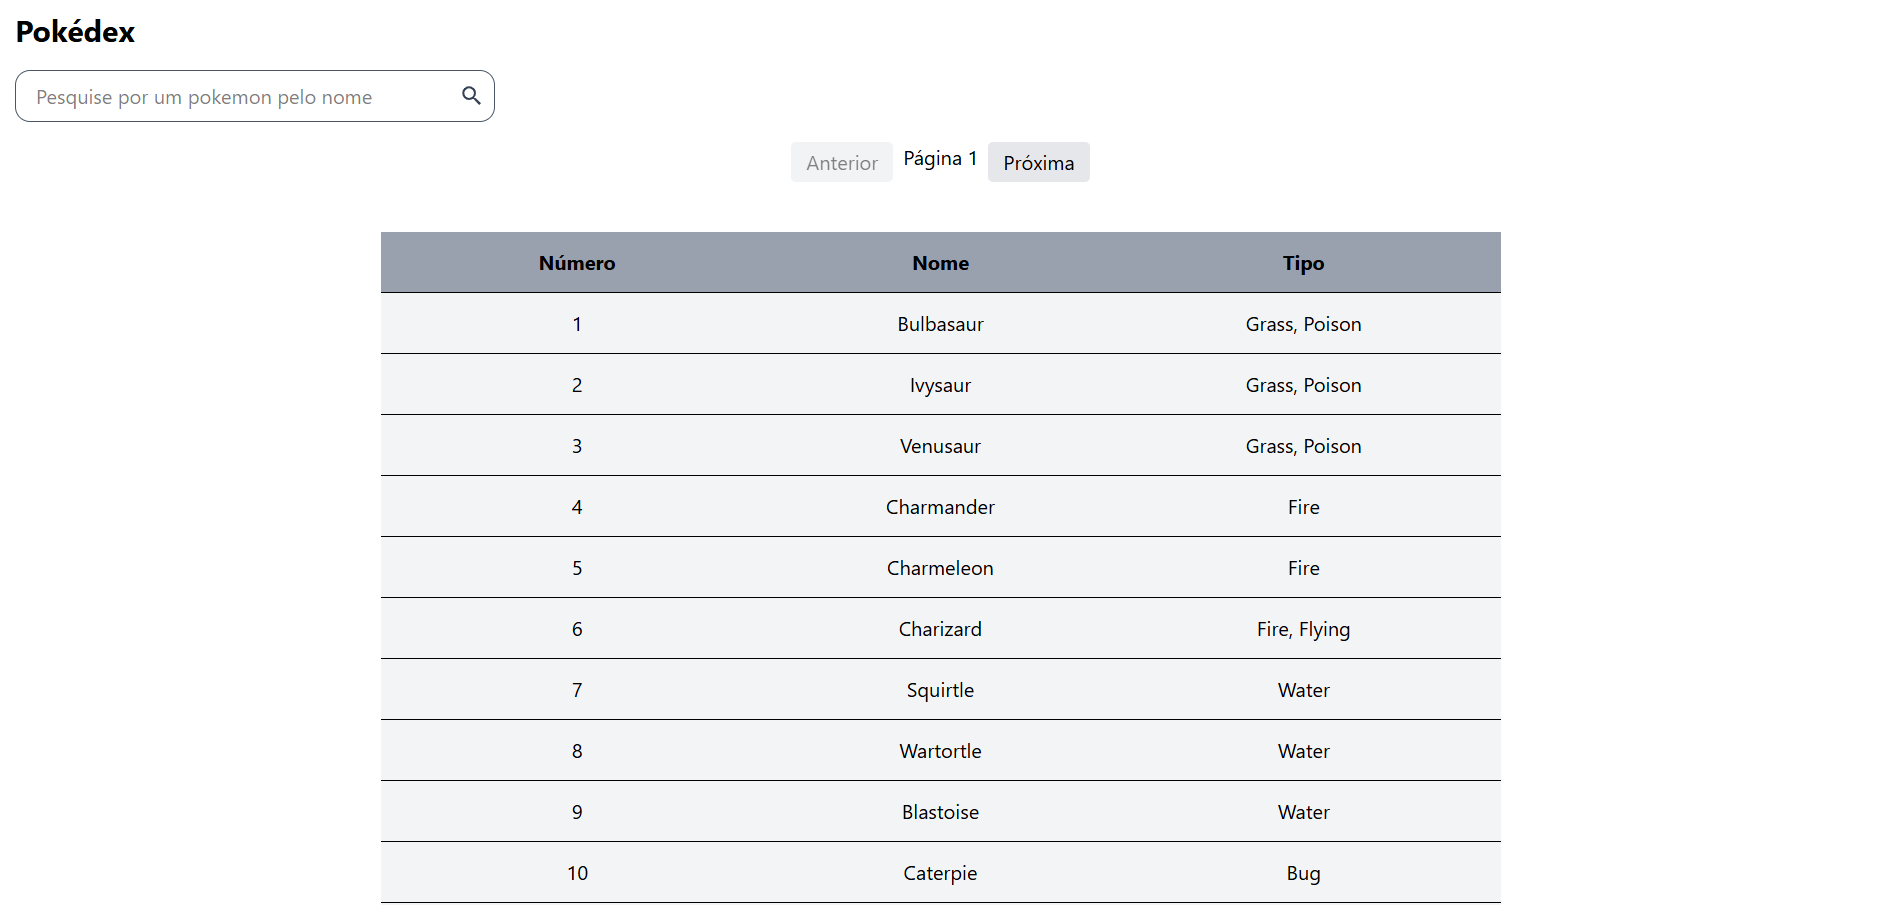 Pokédex
Pesquise por um pokemon pelo nome
Anterior Página 1 Próxima
Número Nome Tipo
1 Bulbasaur Grass, Poison
2 Ivysaur Grass, Poison
3 Venusaur Grass, Poison
4 Charmander Fire
5 Charmeleon Fire
6 Charizard Fire, Flying
7 Squirtle Water
8 Wartortle Water
9 Blastoise Water
10 Caterpie Bug